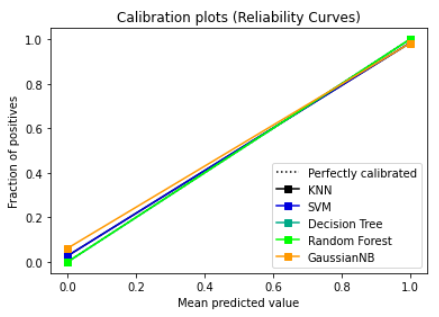 Calibration plots (Reliability Curves)
1.0
0.8
0.6
0.4
0.2
0.0
Fraction of positives
Perfectly calibrated
KNN
SVM
Decision Tree
Random Forest
GaussianNB
0.0 0.2 0.4 0.6 0.8 1.0
Mean predicted value